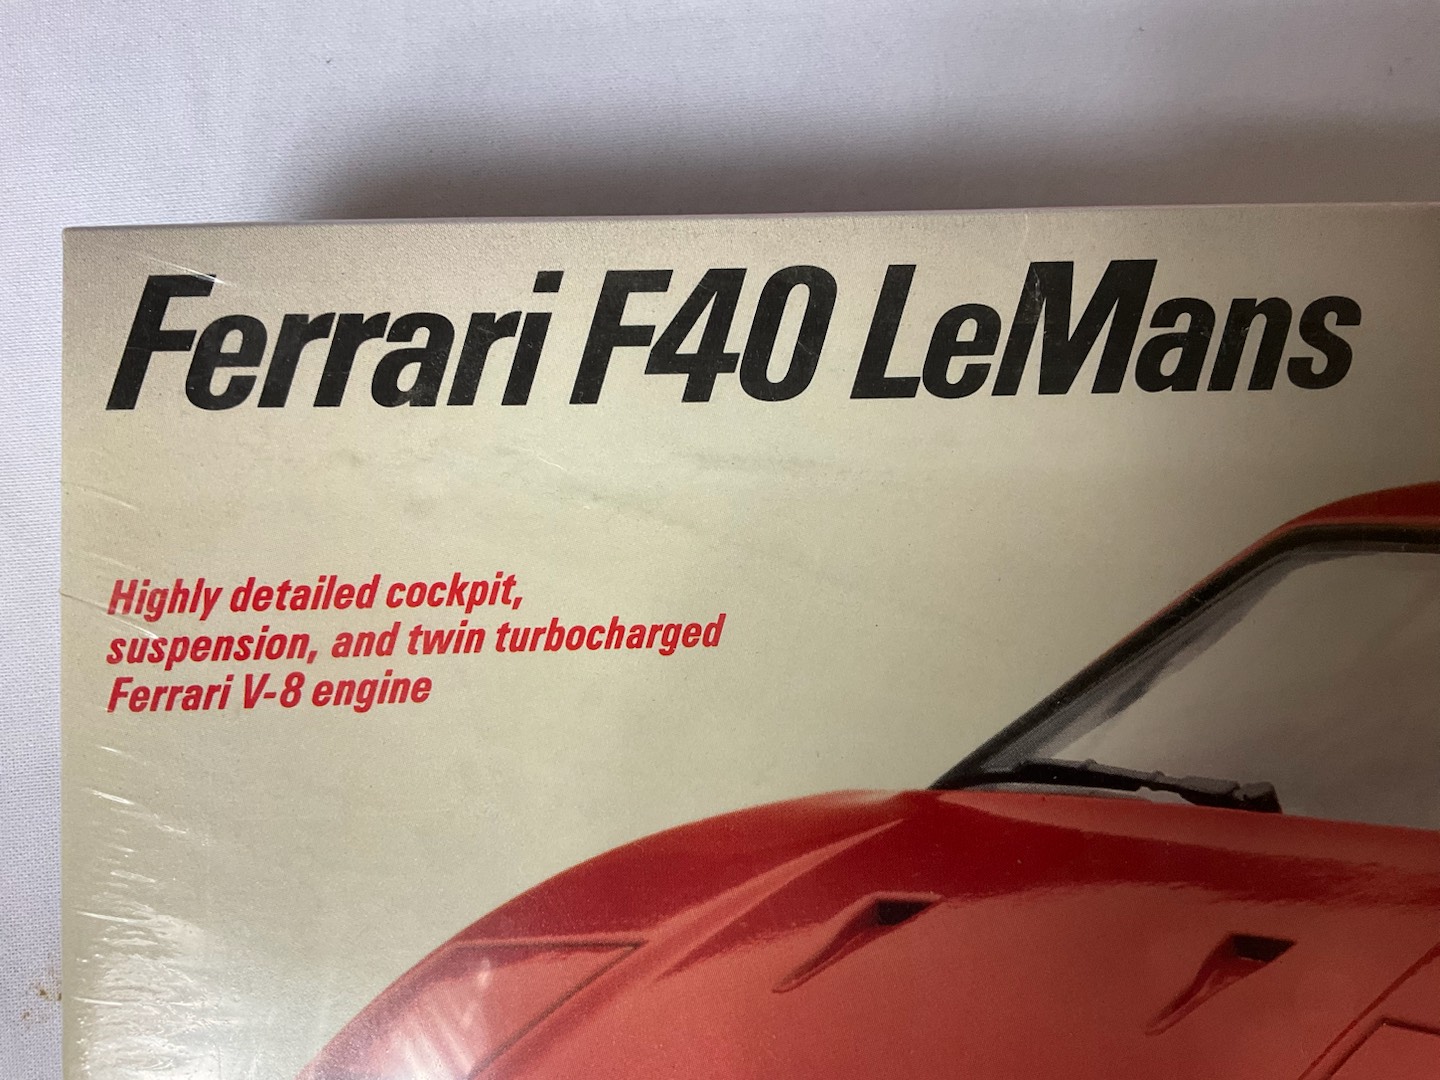 Ferrari F40 LeMans
Highly detailed cockpit,
suspension, and twin turbocharged
Ferrari V-8 engine